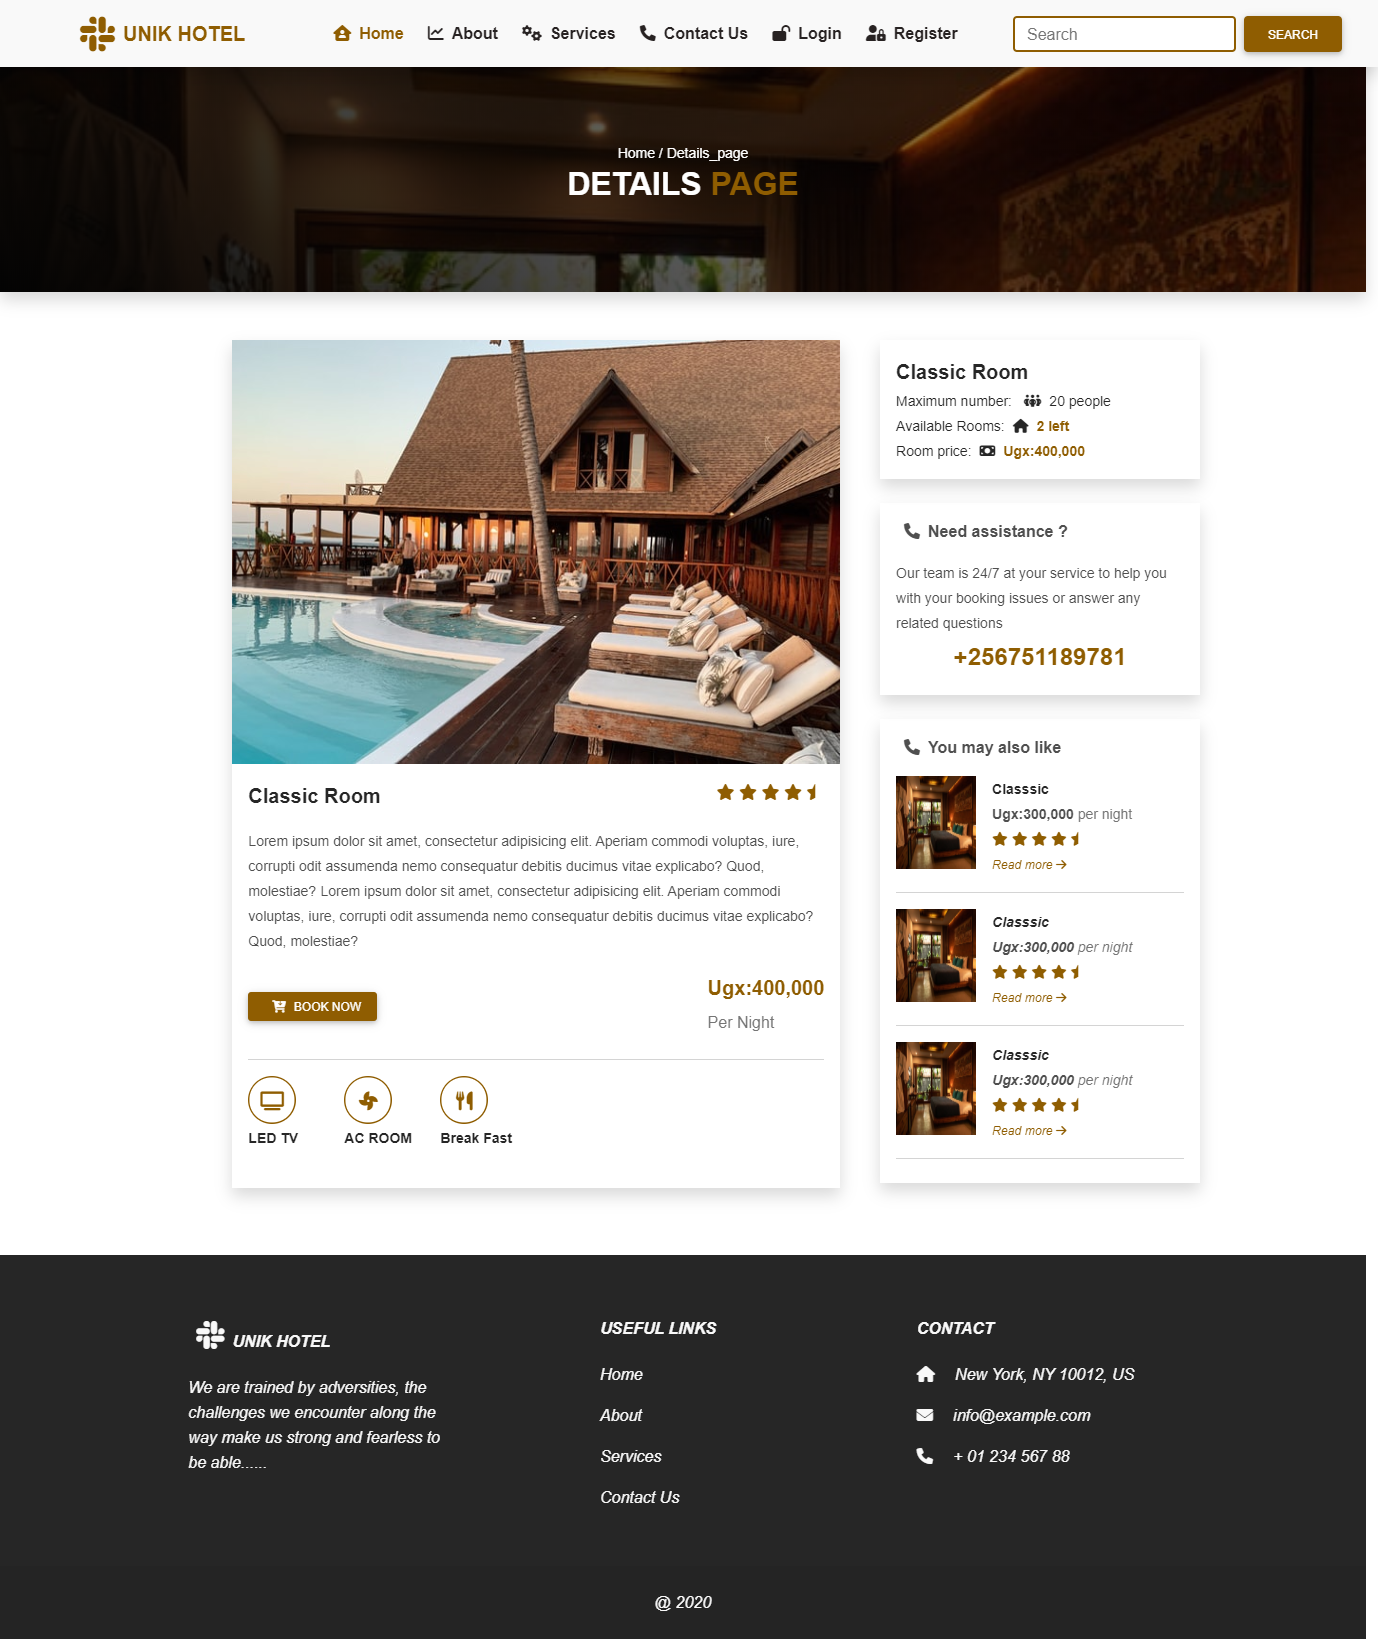 UNIK HOTEL
Home
About
Services
Contact Us
Login
Register
Search
SEARCH
Home / Details_page
DETAILS PAGE
Classic Room
Lorem ipsum dolor sit amet, consectetur adipisicing elit. Aperiam commodi voluptas, iure,
corrupti odit assumenda nemo consequatur debitis ducimus vitae explicabo? Quod,
molestiae? Lorem ipsum dolor sit amet, consectetur adipisicing elit. Aperiam commodi
voluptas, iure, corrupti odit assumenda nemo consequatur debitis ducimus vitae explicabo?
Quod, molestiae?
BOOK NOW
Ugx:400,000
Per Night
LED TV
AC ROOM
Break Fast
Classic Room
Maximum number: 20 people
Available Rooms: 2 left
Room price: Ugx:400,000
Need assistance ?
Our team is 24/7 at your service to help you
with your booking issues or answer any
related questions
+256751189781
You may also like
Classsic
Ugx:300,000 per night
Read more
Classsic
Ugx:300,000 per night
Read more
Classsic
Ugx:300,000 per night
Read more
UNIK HOTEL
We are trained by adversities, the
challenges we encounter along the
way make us strong and fearless to
be able......
USEFUL LINKS
Home
About
Services
Contact Us
CONTACT
New York, NY 10012, US
info@example.com
+ 01 234 567 88
@ 2020